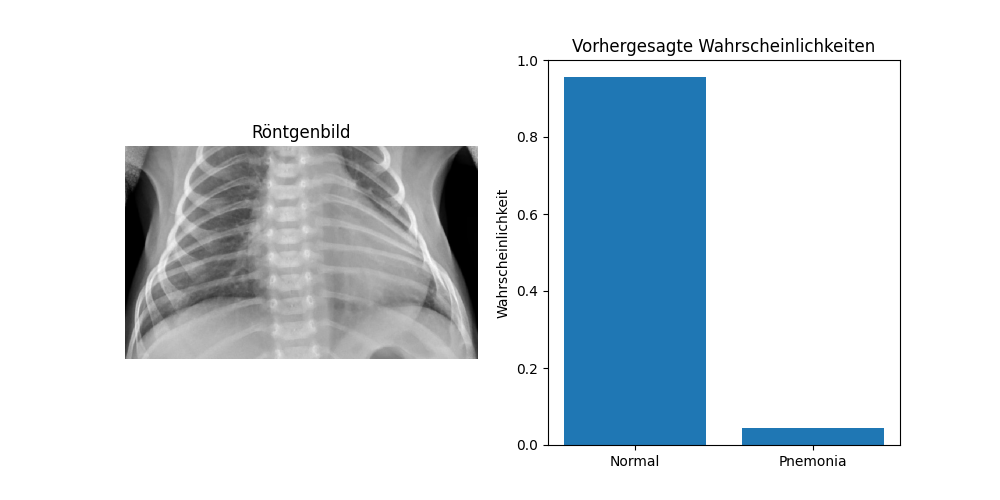 Röntgenbild
Vorhergesagte Wahrscheinlichkeiten
Wahrscheinlichkeit
1.0
0.8
0.6
0.4
0.2
0.0
Normal
Pnemonia